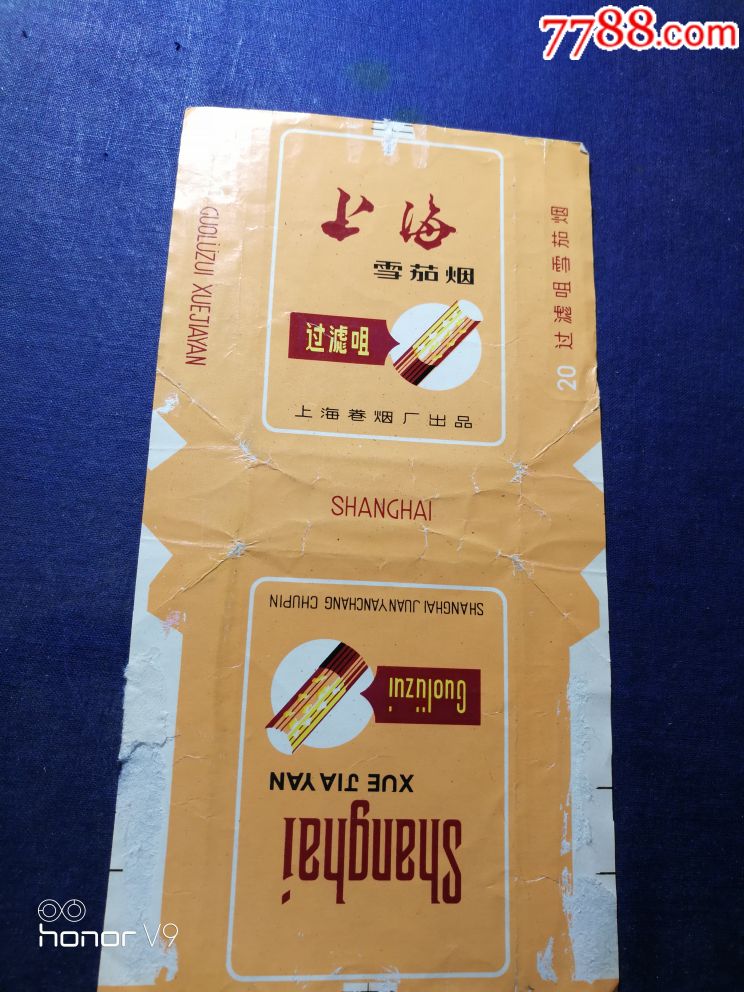 7788.com
上海
雪茄烟
过滤咀
上海卷烟厂出品
GUOLÜZUI XUEJIAYAN
20 过滤咀雪茄烟
SHANGHAI
SHANGHAI JUANYANCHANG CHUPIN
Guolüzui
XUE JIA YAN
Shanghai
honor V9